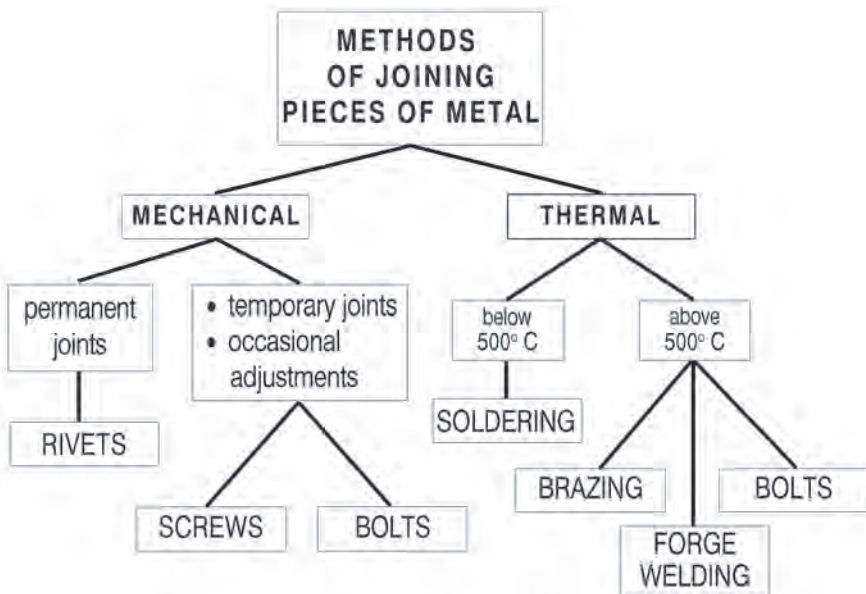 METHODS
OF JOINING
PIECES OF METAL
MECHANICAL
THERMAL
permanent
joints
• temporary joints
• occasional
adjustments
below
500° C
above
500° C
RIVETS
SOLDERING
SCREWS
BOLTS
BRAZING
BOLTS
FORGE
WELDING